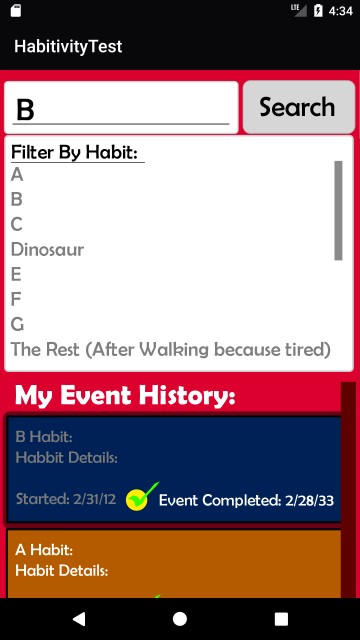 LTE 4:34
HabitivityTest
B Search
Filter By Habit:
A
B
C
Dinosaur
E
F
G
The Rest (After Walking because tired)
My Event History:
B Habit:
Habbit Details:
Started: 2/31/12 Event Completed: 2/28/33
A Habit:
Habit Details: